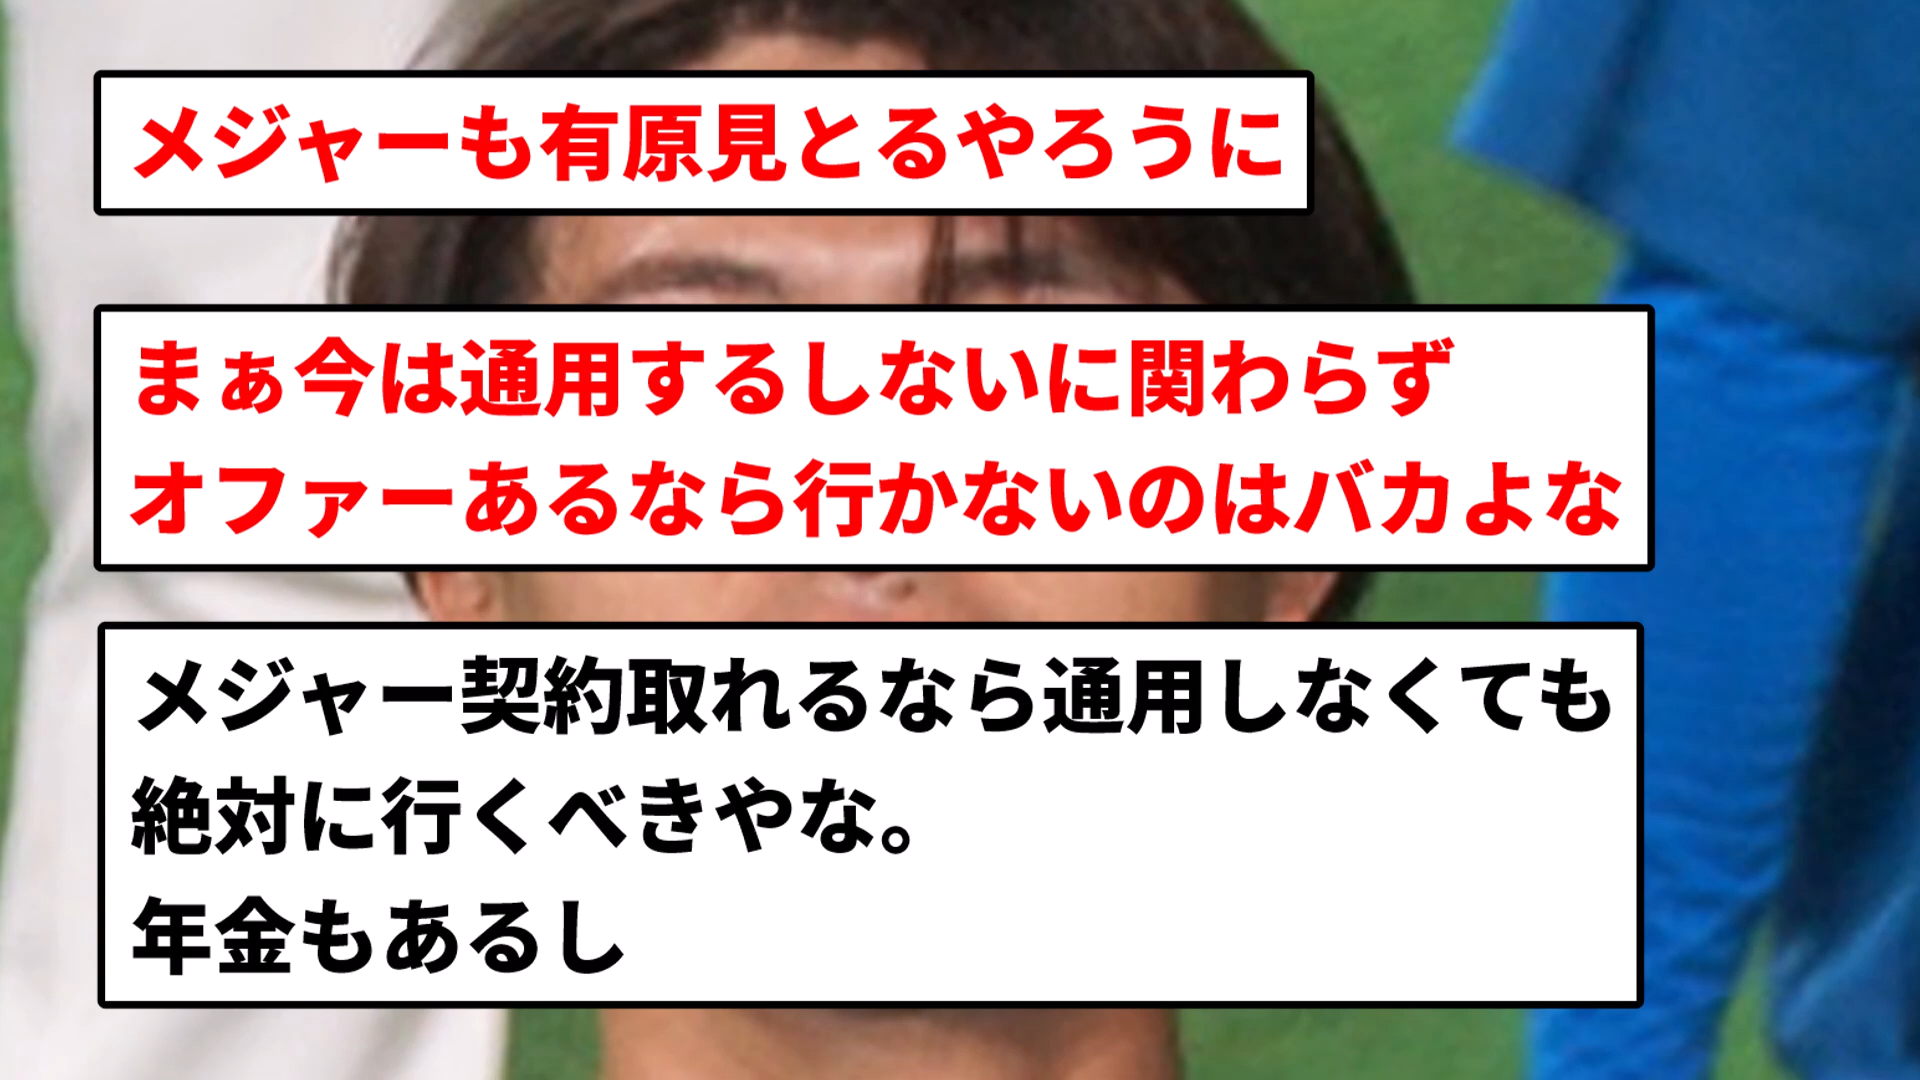 メジャーも有原見とるやろうに
まぁ今は通用するしないに関わらず
オファーあるなら行かないのはバカよな
メジャー契約取れるなら通用しなくても
絶対に行くべきやな。
年金もあるし